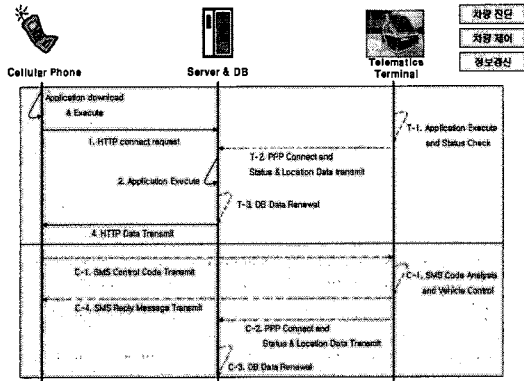 차량 진단
차량 제어
정보갱신
Cellular Phone
Server & DB
Telematics
Terminal
Application download
& Execute
1. HTTP connect request
T-1. Application Execute
and Status Check
T-2. PPP Connect and
Status & Location Data transmit
2. Application Execute
T-3. DB Data Renewal
4. HTTP Data Transmit
C-1. SMS Control Code Transmit
C-1. SMS Code Analysis
and Vehicle Control
C-4. SMS Reply Message Transmit
C-2. PPP Connect and
Status & Location Data Transmit
C-3. DB Data Renewal